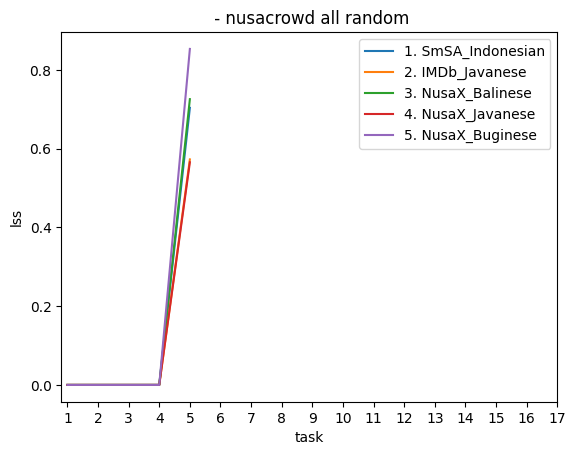 - nusacrowd all random
1. SmSA_Indonesian
2. IMDb_Javanese
3. NusaX_Balinese
4. NusaX_Javanese
5. NusaX_Buginese
0.8
0.6
0.4
0.2
0.0
lss
1 2 3 4 5 6 7 8 9 10 11 12 13 14 15 16 17
task